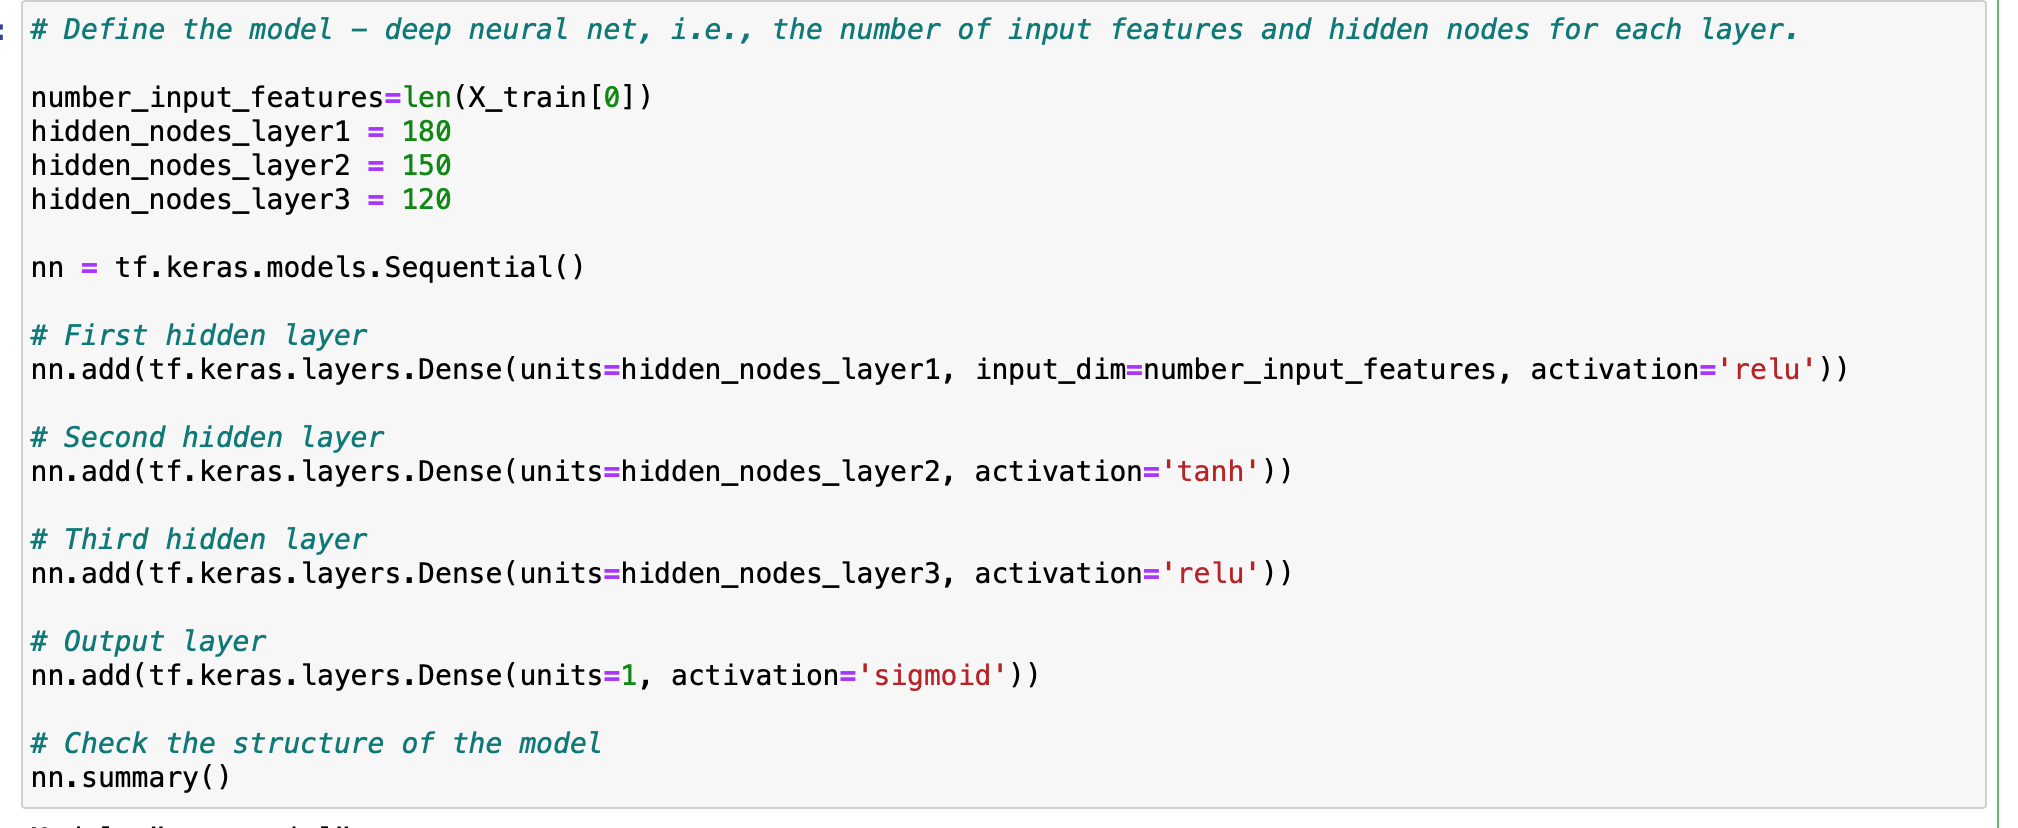 # Define the model – deep neural net, i.e., the number of input features and hidden nodes for each layer.
number_input_features=len(X_train[0])
hidden_nodes_layer1 = 180
hidden_nodes_layer2 = 150
hidden_nodes_layer3 = 120
nn = tf.keras.models.Sequential()
# First hidden layer
nn.add(tf.keras.layers.Dense(units=hidden_nodes_layer1, input_dim=number_input_features, activation='relu'))
# Second hidden layer
nn.add(tf.keras.layers.Dense(units=hidden_nodes_layer2, activation='tanh'))
# Third hidden layer
nn.add(tf.keras.layers.Dense(units=hidden_nodes_layer3, activation='relu'))
# Output layer
nn.add(tf.keras.layers.Dense(units=1, activation='sigmoid'))
# Check the structure of the model
nn.summary()